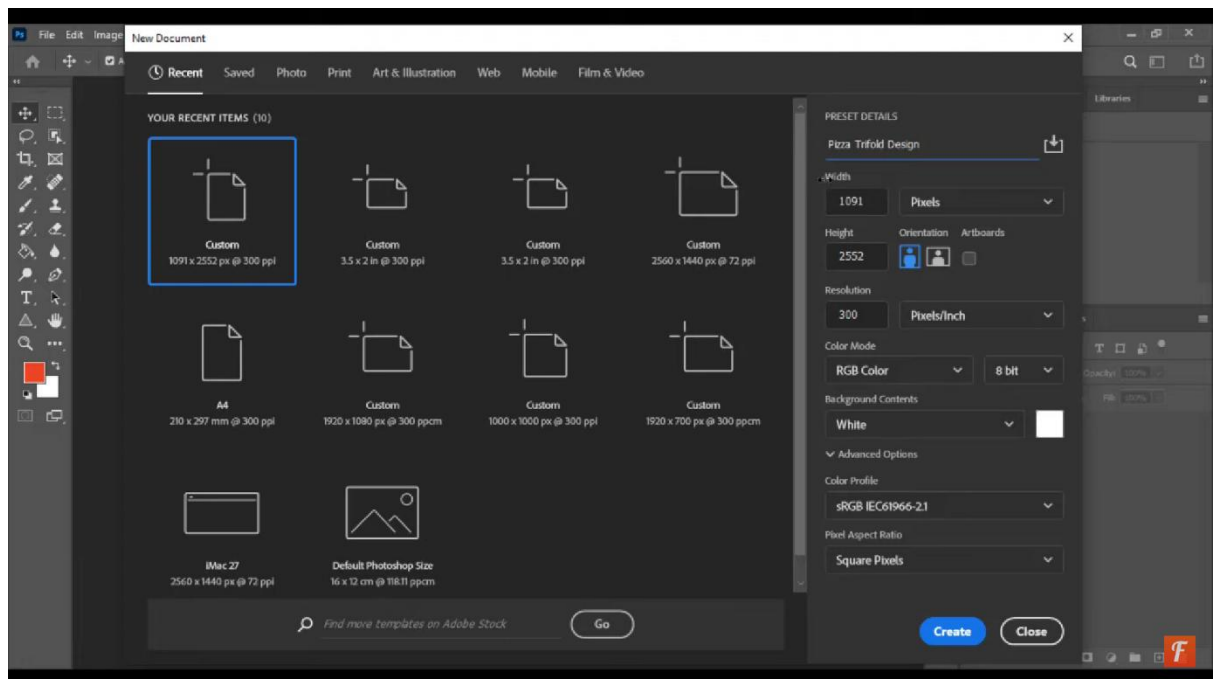 Ps File Edit Image
New Document
Recent Saved Photo Print Art & Illustration Web Mobile Film & Video
YOUR RECENT ITEMS (10)
Custom
1091 x 2552 px @ 300 ppi
Custom
3.5 x 2 in @ 300 ppi
Custom
3.5 x 2 in @ 300 ppi
Custom
2560 x 1440 px @ 72 ppi
A4
210 x 297 mm @ 300 ppi
Custom
1920 x 1080 px @ 300 ppcm
Custom
1000 x 1000 px @ 300 ppi
Custom
1920 x 700 px @ 300 ppcm
iMac 27
2560 x 1440 px @ 72 ppi
Default Photoshop Size
16 x 12 cm @ 118.11 ppcm
Find more templates on Adobe Stock Go
PRESET DETAILS
Pizza Trifold Design
Width
1091 Pixels
Height Orientation Artboards
2552
Resolution
300 Pixels/Inch
Color Mode
RGB Color 8 bit
Background Contents
White
Advanced Options
Color Profile
sRGB IEC61966-2.1
Pixel Aspect Ratio
Square Pixels
Create Close
Libraries
Opacity: 100%
Fill: 100%
F